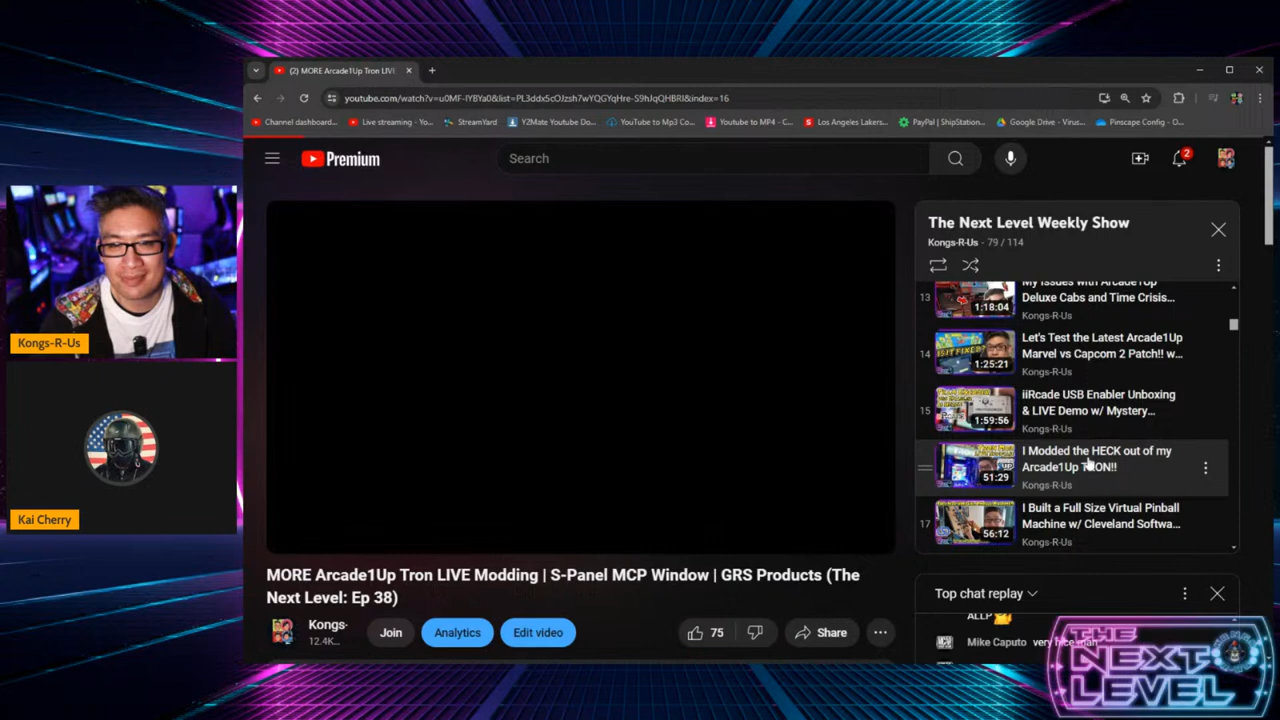 (2) MORE Arcade1Up Tron LIV
youtube.com/watch?v=u0MF-IYBYa0&list=PL3ddx5cOJzsh7wYQGYqHre-S9hJqQHBRI&index=16
Channel dashboard...
Live streaming - Yo...
StreamYard
Y2Mate Youtube Do...
YouTube to Mp3 Co...
YouTube to MP4 - C...
Los Angeles Lakers...
PayPal | ShipStation...
Google Drive - Virus...
Pinscape Config - O...
Premium
Search
2
The Next Level Weekly Show
Kongs-R-Us - 79 / 114
13
My Issues with Arcade1Up
Deluxe Cabs and Time Crisis...
Kongs-R-Us
1:18:04
14
Let's Test the Latest Arcade1Up
Marvel vs Capcom 2 Patch!! w...
Kongs-R-Us
1:25:21
15
iiRcade USB Enabler Unboxing
& LIVE Demo w/ Mystery...
Kongs-R-Us
1:59:56
I Modded the HECK out of my
Arcade1Up TRON!!
Kongs-R-Us
51:29
17
I Built a Full Size Virtual Pinball
Machine w/ Cleveland Softwa...
Kongs-R-Us
56:12
Kongs-R-Us
Kai Cherry
MORE Arcade1Up Tron LIVE Modding | S-Panel MCP Window | GRS Products (The
Next Level: Ep 38)
Kongs-
12.4K...
Join
Analytics
Edit video
75
Share
Top chat replay
ALLP
Mike Caputo very nice man
THE
NEXT
LEVEL